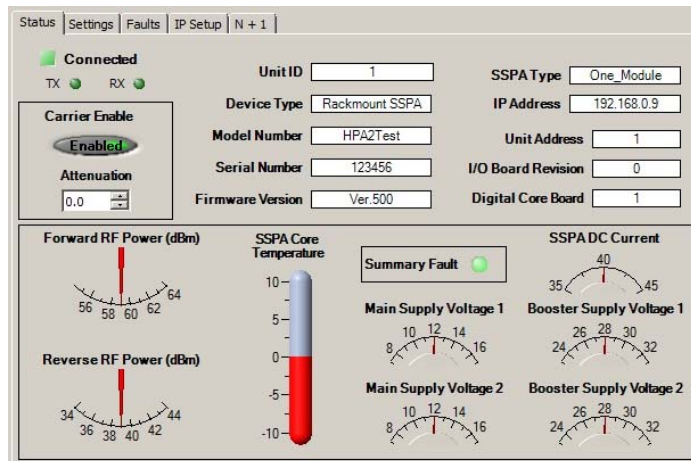 Status Settings Faults IP Setup N + 1
Connected
TX RX
Carrier Enable
Enabled
Attenuation
0.0
Unit ID 1
Device Type Rackmount SSPA
Model Number HPA2Test
Serial Number 123456
Firmware Version Ver.500
SSPA Type One_Module
IP Address 192.168.0.9
Unit Address 1
I/O Board Revision 0
Digital Core Board 1
Forward RF Power (dBm)
56 58 60 62 64
Reverse RF Power (dBm)
34 36 38 40 42 44
SSPA Core
Temperature
10
5
0
-5
-10
Summary Fault
SSPA DC Current
35 40 45
Main Supply Voltage 1
8 10 12 14 16
Booster Supply Voltage 1
24 26 28 30 32
Main Supply Voltage 2
8 10 12 14 16
Booster Supply Voltage 2
24 26 28 30 32